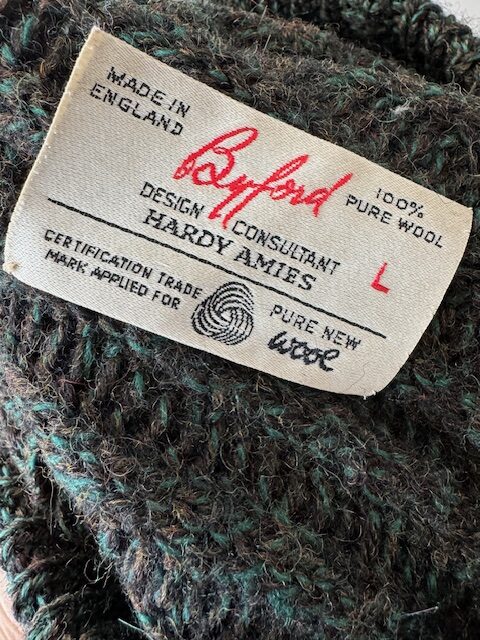 MADE IN
ENGLAND
Byford
100%
PURE WOOL
DESIGN CONSULTANT
HARDY AMIES
L
CERTIFICATION TRADE
MARK APPLIED FOR
PURE NEW
WOOL